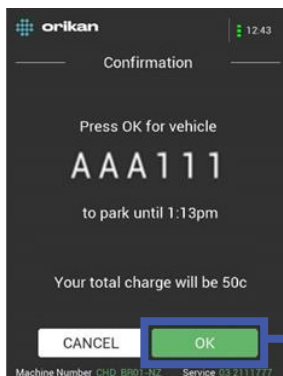 orikan 12:43
Confirmation
Press OK for vehicle
AAA111
to park until 1:13pm
Your total charge will be 50c
CANCEL OK
Machine Number CHD_BR01-NZ Service 03 2111777